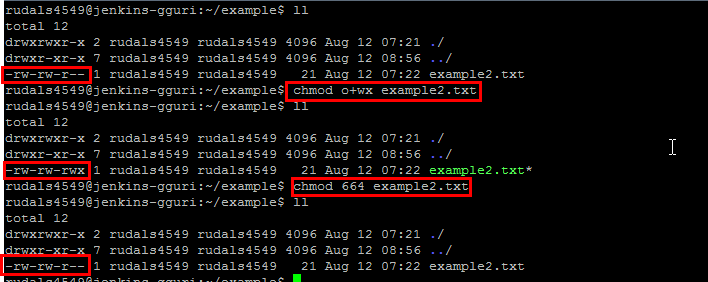 rudals4549@jenkins-gguri:~/example$ ll
total 12
drwxrwxr-x 2 rudals4549 rudals4549 4096 Aug 12 07:21 ./
drwxr-xr-x 7 rudals4549 rudals4549 4096 Aug 12 08:56 ../
-rw-rw-r-- 1 rudals4549 rudals4549   21 Aug 12 07:22 example2.txt
rudals4549@jenkins-gguri:~/example$ chmod o+wx example2.txt
rudals4549@jenkins-gguri:~/example$ ll
total 12
drwxrwxr-x 2 rudals4549 rudals4549 4096 Aug 12 07:21 ./
drwxr-xr-x 7 rudals4549 rudals4549 4096 Aug 12 08:56 ../
-rw-rw-rwx 1 rudals4549 rudals4549   21 Aug 12 07:22 example2.txt*
rudals4549@jenkins-gguri:~/example$ chmod 664 example2.txt
rudals4549@jenkins-gguri:~/example$ ll
total 12
drwxrwxr-x 2 rudals4549 rudals4549 4096 Aug 12 07:21 ./
drwxr-xr-x 7 rudals4549 rudals4549 4096 Aug 12 08:56 ../
-rw-rw-r-- 1 rudals4549 rudals4549   21 Aug 12 07:22 example2.txt
rudals4549@jenkins-gguri:~/example$